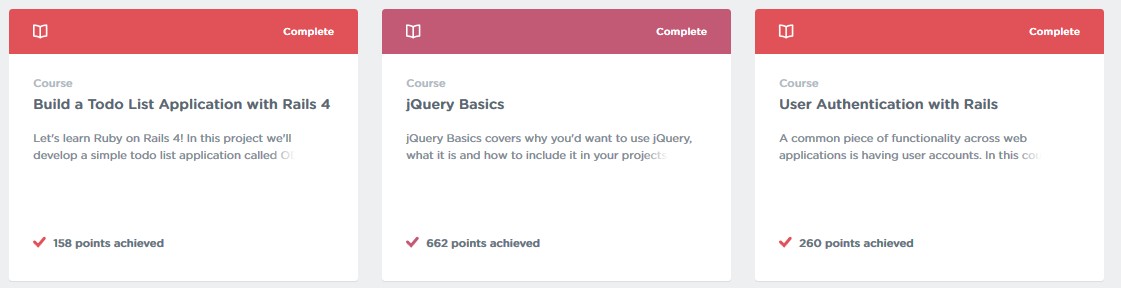 Complete
Course
Build a Todo List Application with Rails 4
Let's learn Ruby on Rails 4! In this project we'll
develop a simple todo list application called
158 points achieved
Complete
Course
jQuery Basics
jQuery Basics covers why you'd want to use jQuery,
what it is and how to include it in your projects
662 points achieved
Complete
Course
User Authentication with Rails
A common piece of functionality across web
applications is having user accounts. In this
260 points achieved